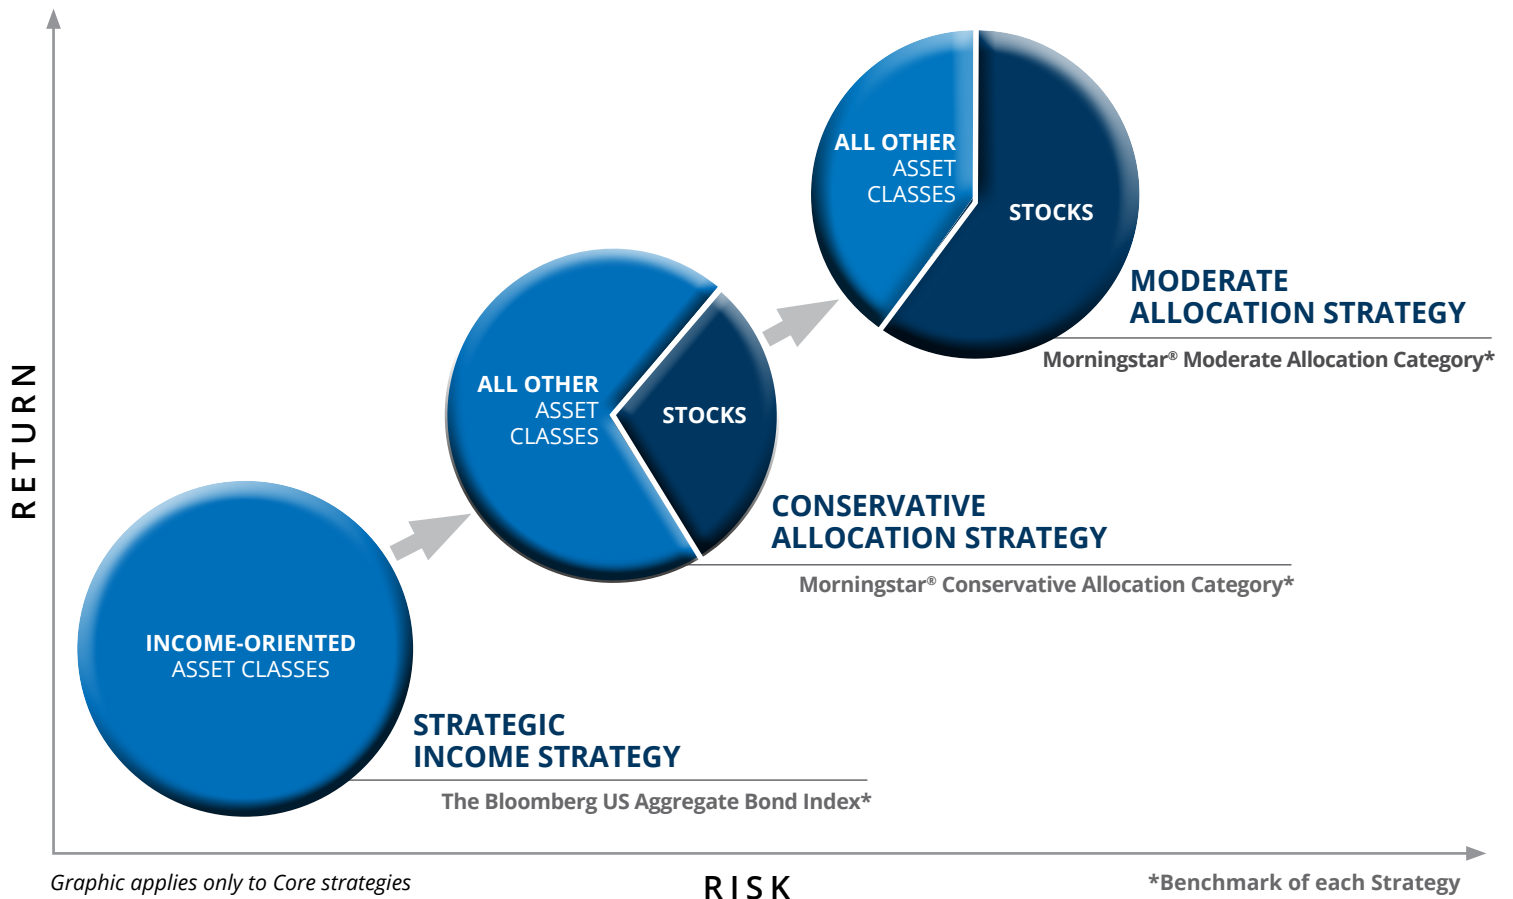 RETURN
ALL OTHER
ASSET
CLASSES
STOCKS
MODERATE
ALLOCATION STRATEGY
Morningstar® Moderate Allocation Category*
ALL OTHER
ASSET
CLASSES
STOCKS
CONSERVATIVE
ALLOCATION STRATEGY
Morningstar® Conservative Allocation Category*
INCOME-ORIENTED
ASSET CLASSES
STRATEGIC
INCOME STRATEGY
The Bloomberg US Aggregate Bond Index*
Graphic applies only to Core strategies
RISK
*Benchmark of each Strategy